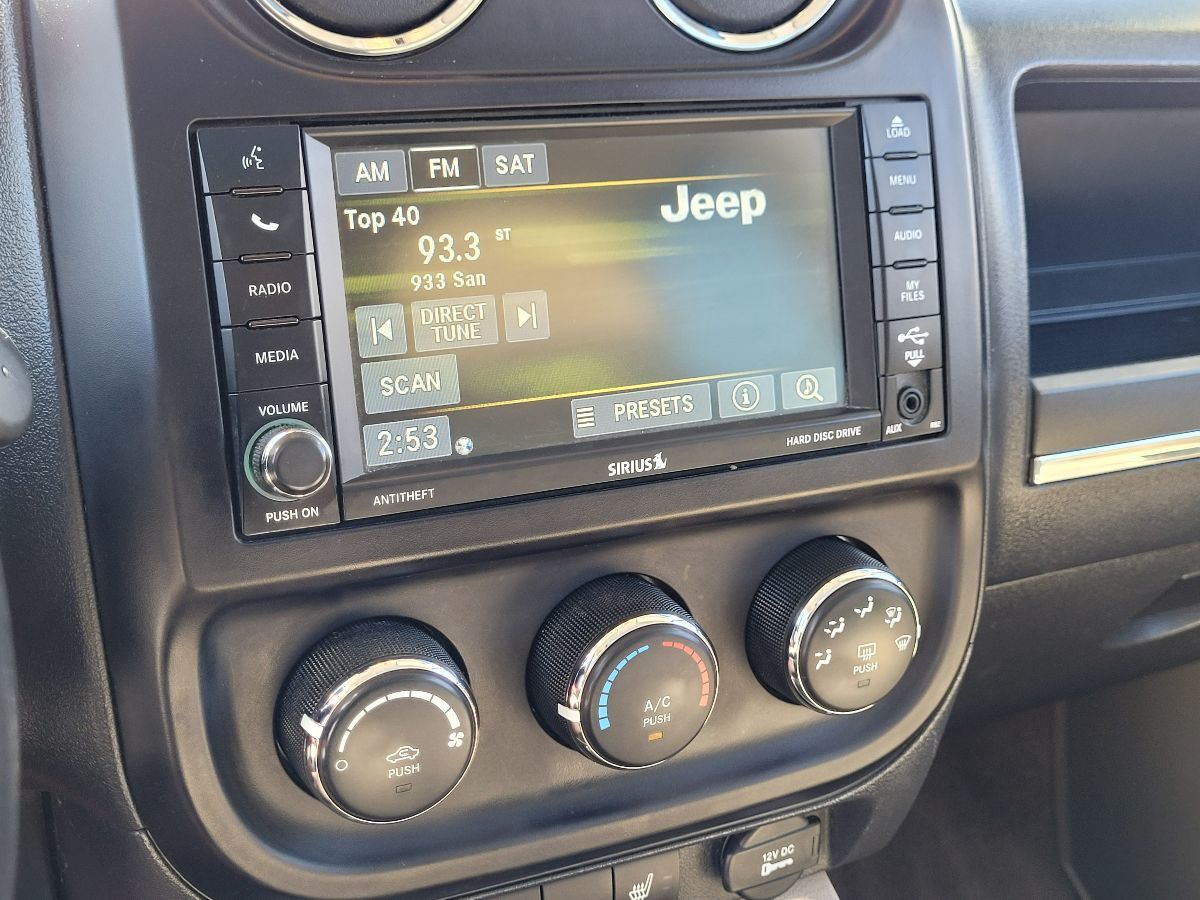 AM FM SAT
Jeep
Top 40
93.3 ST
933 San
DIRECT
TUNE
SCAN
PRESETS
2:53
RADIO
MEDIA
VOLUME
PUSH ON
ANTITHEFT
SIRIUS
HARD DISC DRIVE
LOAD
MENU
AUDIO
MY
FILES
PULL
AUX
PUSH
A/C
PUSH
PUSH
12V DC